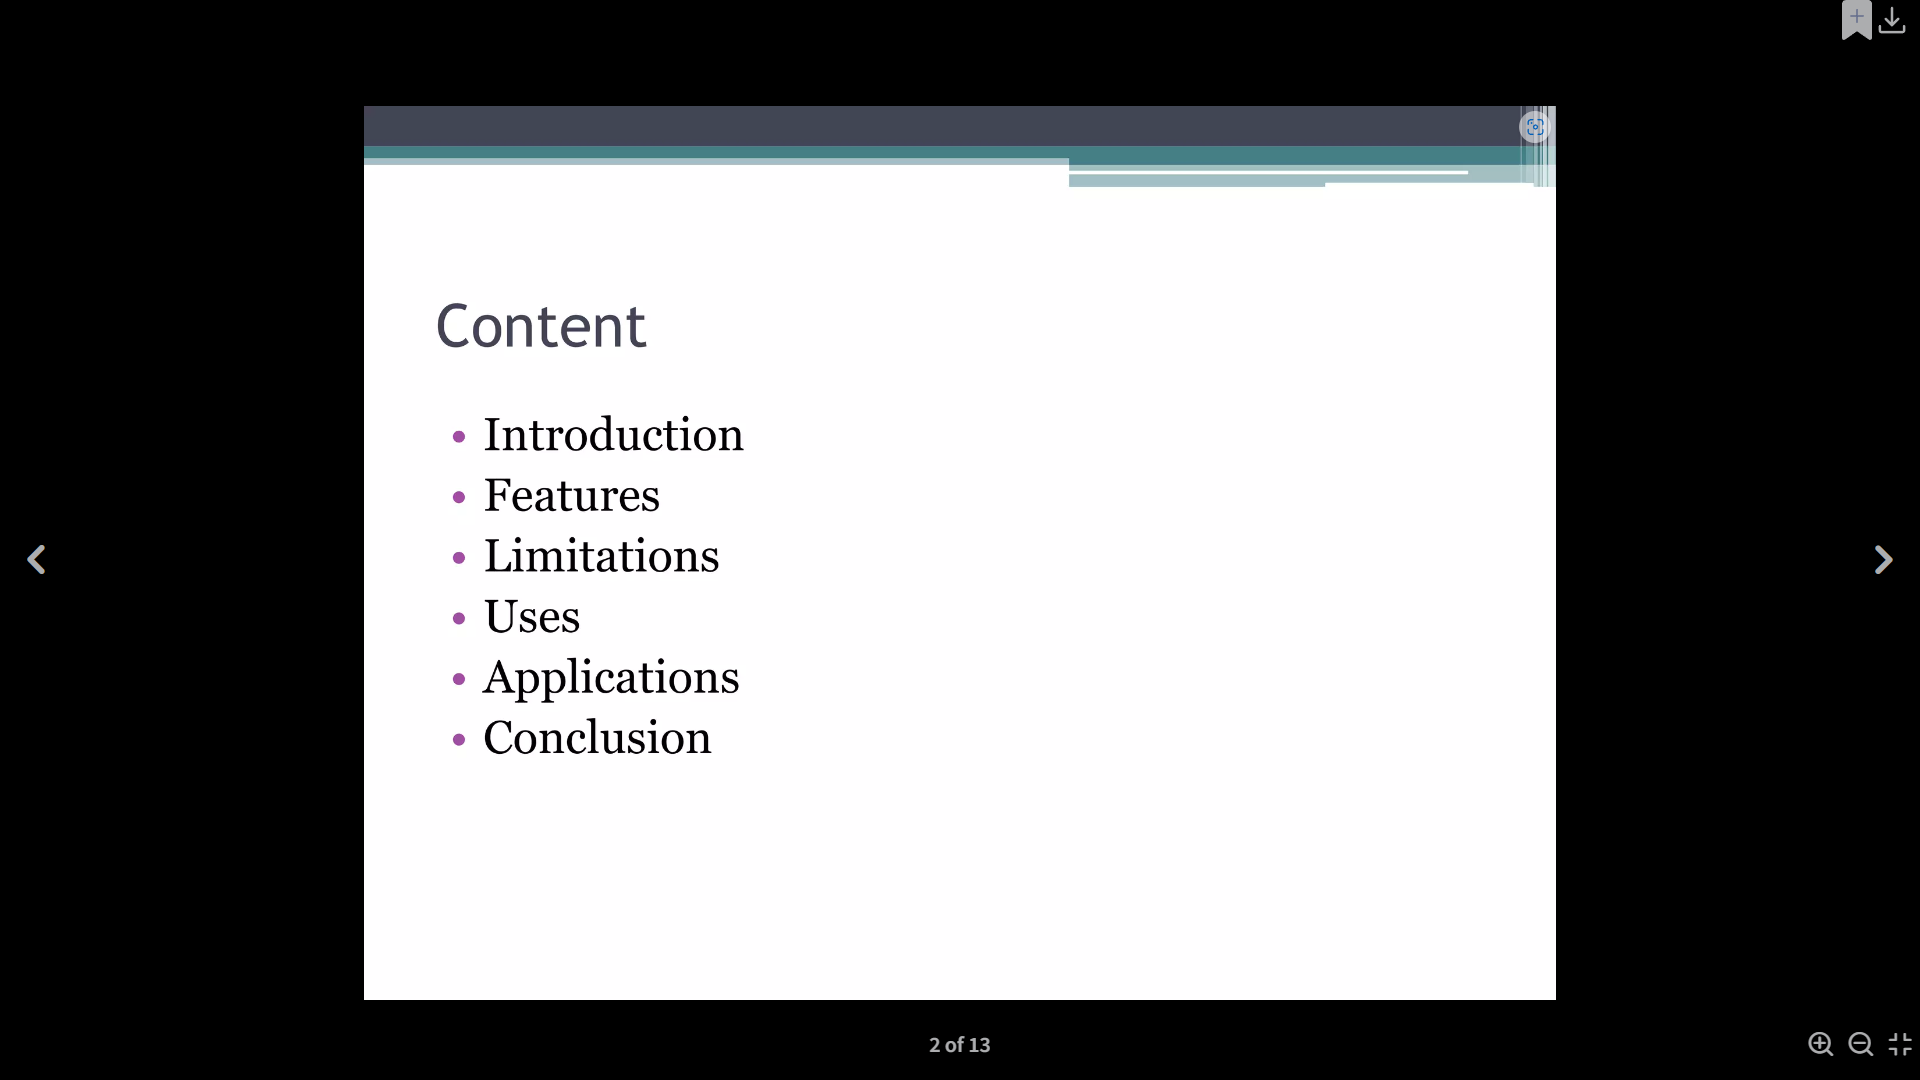 Content
• Introduction
• Features
• Limitations
• Uses
• Applications
• Conclusion
2 of 13